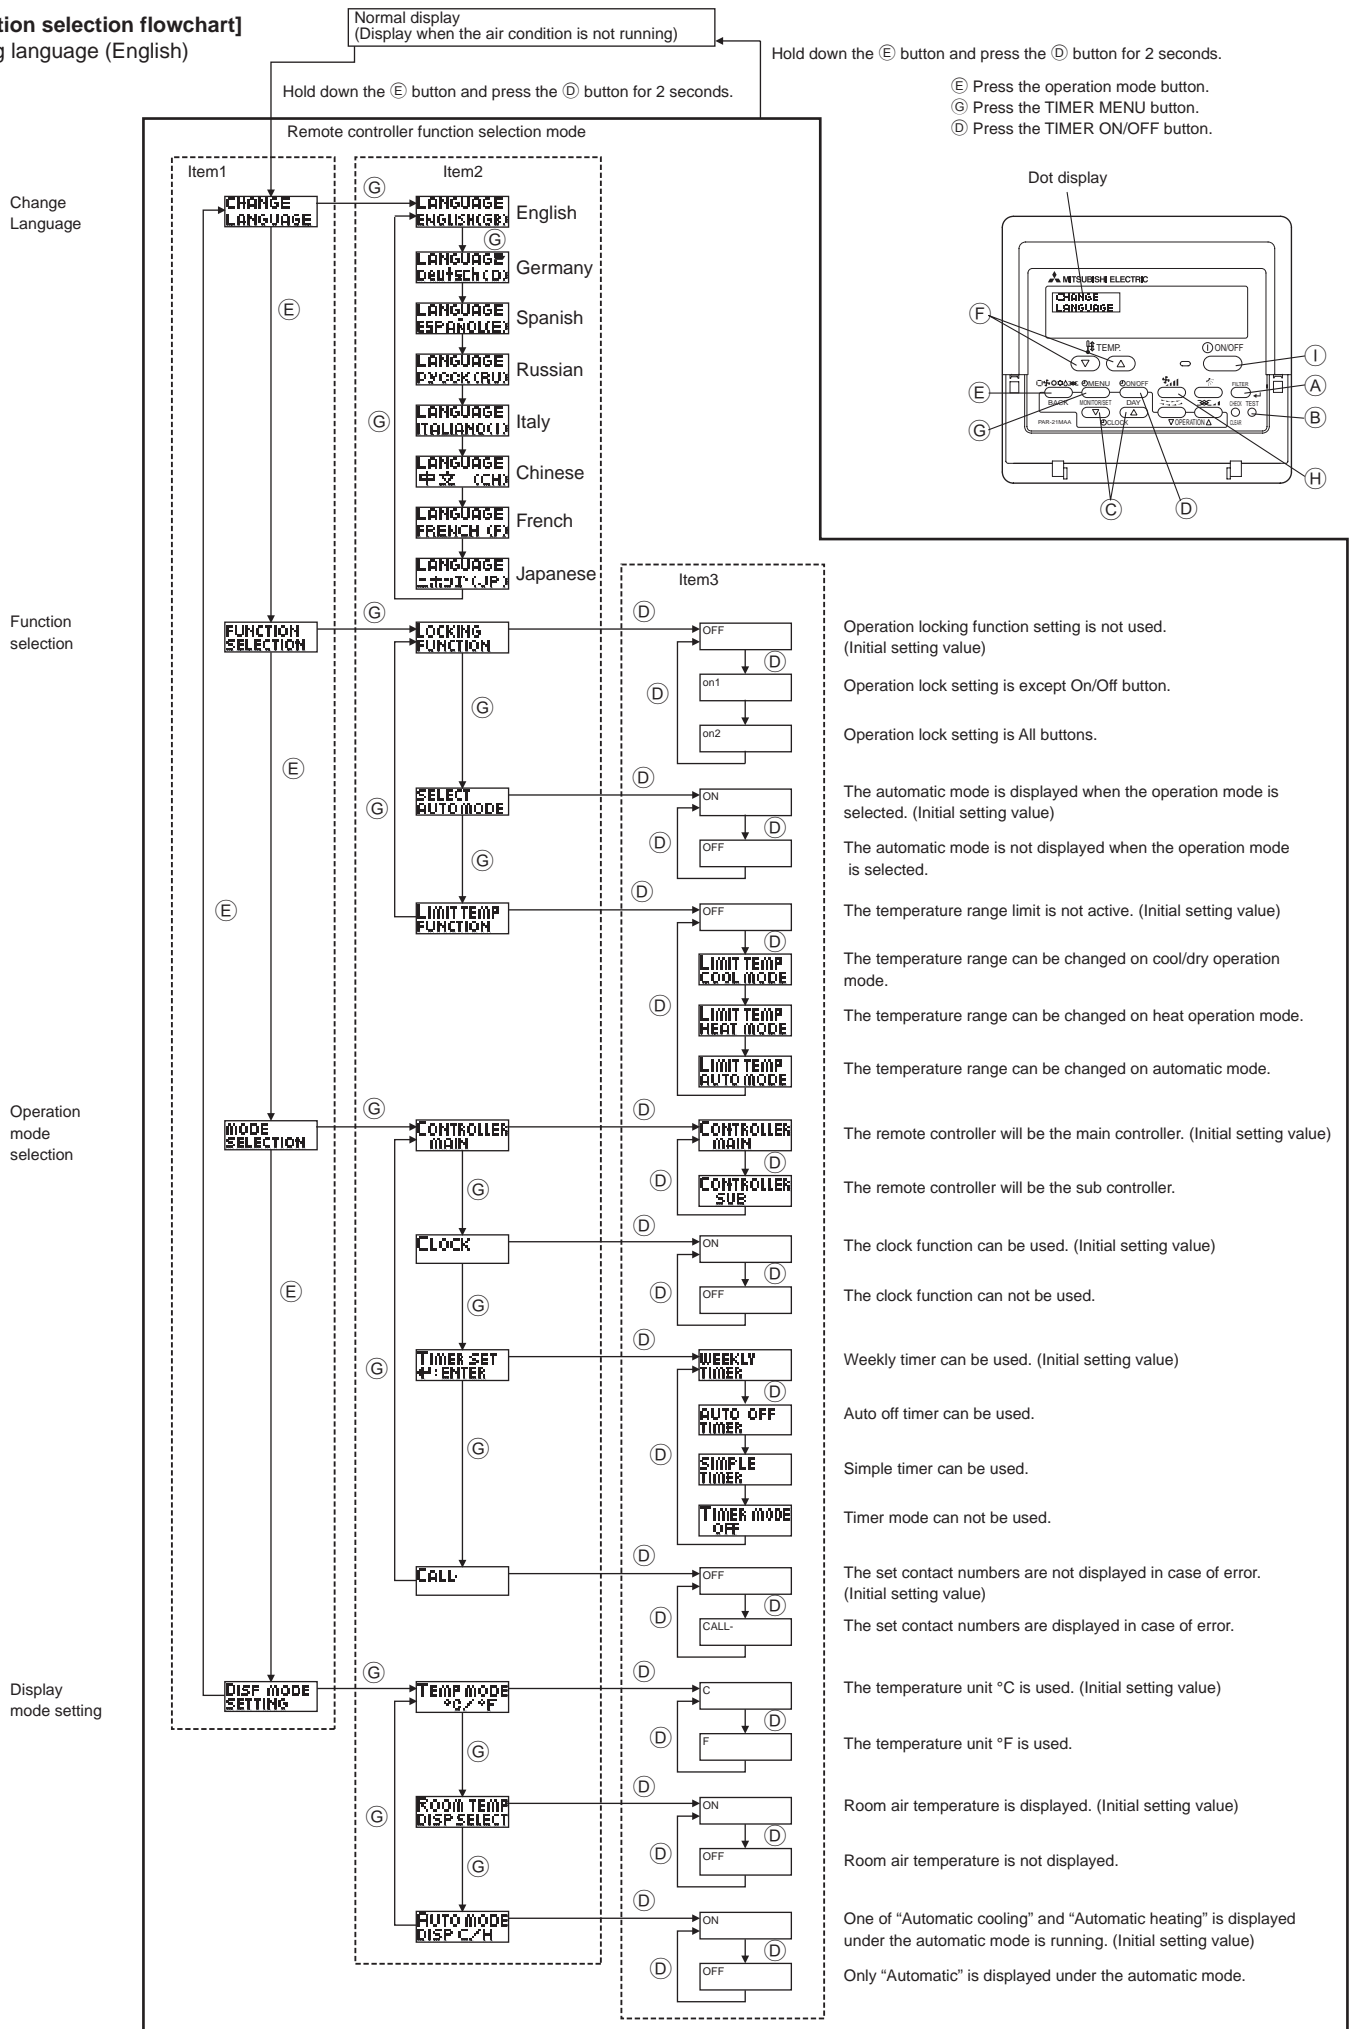 tion selection flowchart]
g language (English)
Normal display
(Display when the air condition is not running)
Hold down the Ⓔ button and press the Ⓓ button for 2 seconds.
Hold down the Ⓔ button and press the Ⓓ button for 2 seconds.
Ⓔ Press the operation mode button.
Ⓖ Press the TIMER MENU button.
Ⓓ Press the TIMER ON/OFF button.
Remote controller function selection mode
Item1
Item2
Dot display
Change
Language
CHANGE
LANGUAGE
Ⓖ
LANGUAGE
ENGLISH(GB)
English
Ⓖ
LANGUAGE
Deutsch(D)
Germany
Ⓔ
LANGUAGE
ESPAÑOL(E)
Spanish
LANGUAGE
РУССК(RU)
Russian
Ⓖ
LANGUAGE
ITALIANO(I)
Italy
LANGUAGE
中文 (CH)
Chinese
LANGUAGE
FRENCH (F)
French
LANGUAGE
ニホンゴ(JP)
Japanese
MITSUBISHI ELECTRIC
CHANGE
LANGUAGE
TEMP.
ON/OFF
MENU
ON/OFF
FILTER
BACK
MONITOR/SET
DAY
CHECK
TEST
PAR-21MAA
CLOCK
OPERATION
CLEAR
Ⓕ
Ⓔ
Ⓖ
Ⓒ
Ⓓ
Ⓘ
Ⓐ
Ⓑ
Ⓗ
Item3
Function
selection
FUNCTION
SELECTION
Ⓖ
LOCKING
FUNCTION
Ⓓ
OFF
Operation locking function setting is not used.
(Initial setting value)
Ⓓ
Ⓓ
on1
Operation lock setting is except On/Off button.
Ⓖ
on2
Operation lock setting is All buttons.
Ⓔ
Ⓖ
SELECT
AUTO MODE
Ⓓ
ON
The automatic mode is displayed when the operation mode is
selected. (Initial setting value)
Ⓓ
Ⓓ
OFF
The automatic mode is not displayed when the operation mode
is selected.
Ⓖ
Ⓔ
LIMIT TEMP
FUNCTION
Ⓓ
OFF
The temperature range limit is not active. (Initial setting value)
Ⓓ
LIMIT TEMP
COOL MODE
The temperature range can be changed on cool/dry operation
mode.
Ⓓ
LIMIT TEMP
HEAT MODE
The temperature range can be changed on heat operation mode.
LIMIT TEMP
AUTO MODE
The temperature range can be changed on automatic mode.
Operation
mode
selection
MODE
SELECTION
Ⓖ
CONTROLLER
MAIN
Ⓓ
CONTROLLER
MAIN
The remote controller will be the main controller. (Initial setting value)
Ⓓ
Ⓖ
Ⓓ
CONTROLLER
SUB
The remote controller will be the sub controller.
CLOCK
Ⓓ
ON
The clock function can be used. (Initial setting value)
Ⓓ
Ⓔ
Ⓖ
Ⓓ
OFF
The clock function can not be used.
Ⓖ
TIMER SET
↵:ENTER
Ⓓ
WEEKLY
TIMER
Weekly timer can be used. (Initial setting value)
Ⓓ
AUTO OFF
TIMER
Auto off timer can be used.
Ⓖ
Ⓓ
SIMPLE
TIMER
Simple timer can be used.
TIMER MODE
OFF
Timer mode can not be used.
CALL
Ⓓ
OFF
The set contact numbers are not displayed in case of error.
(Initial setting value)
Ⓓ
Ⓓ
CALL-
The set contact numbers are displayed in case of error.
Display
mode setting
DISP MODE
SETTING
Ⓖ
TEMP MODE
°C/°F
Ⓓ
C
The temperature unit °C is used. (Initial setting value)
Ⓓ
Ⓖ
Ⓓ
F
The temperature unit °F is used.
Ⓖ
ROOM TEMP
DISP SELECT
Ⓓ
ON
Room air temperature is displayed. (Initial setting value)
Ⓓ
Ⓖ
Ⓓ
OFF
Room air temperature is not displayed.
AUTO MODE
DISP C/H
Ⓓ
ON
One of “Automatic cooling” and “Automatic heating” is displayed
under the automatic mode is running. (Initial setting value)
Ⓓ
Ⓓ
OFF
Only “Automatic” is displayed under the automatic mode.